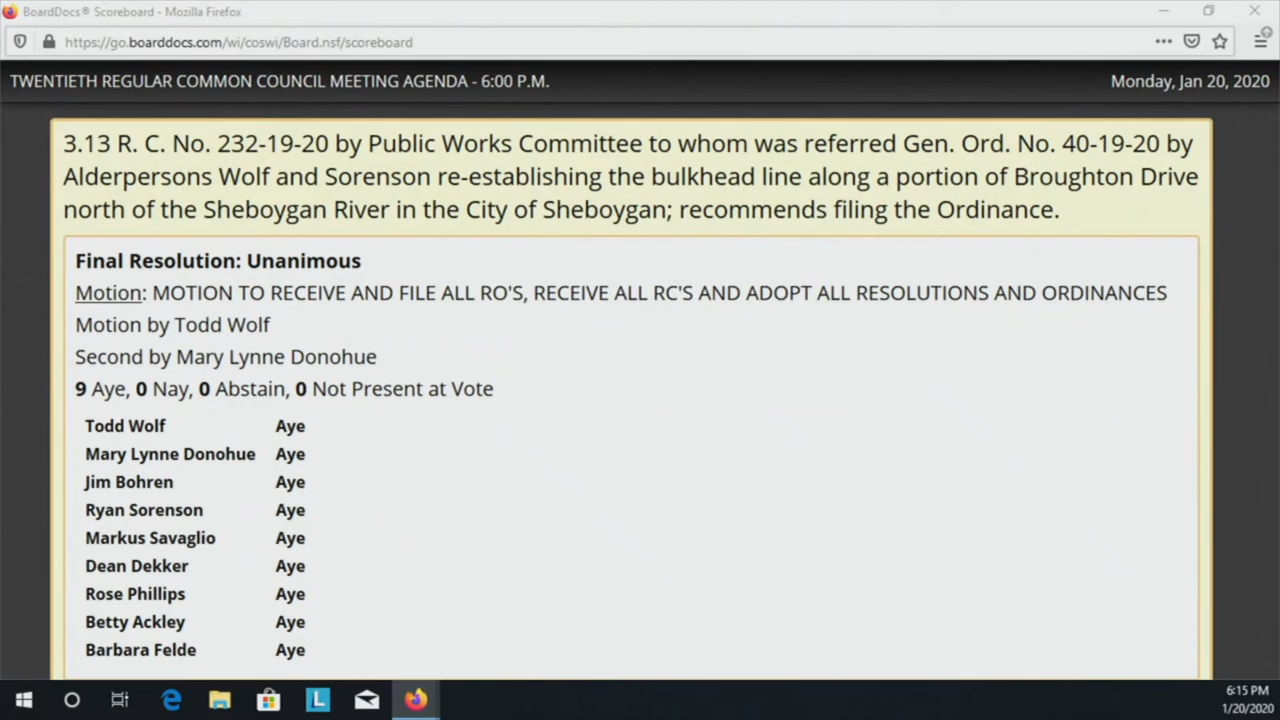 BoardDocs® Scoreboard - Mozilla Firefox
https://go.boarddocs.com/wi/coswi/Board.nsf/scoreboard
TWENTIETH REGULAR COMMON COUNCIL MEETING AGENDA - 6:00 P.M. Monday, Jan 20, 2020
3.13 R. C. No. 232-19-20 by Public Works Committee to whom was referred Gen. Ord. No. 40-19-20 by
Alderpersons Wolf and Sorenson re-establishing the bulkhead line along a portion of Broughton Drive
north of the Sheboygan River in the City of Sheboygan; recommends filing the Ordinance.
Final Resolution: Unanimous
Motion: MOTION TO RECEIVE AND FILE ALL RO'S, RECEIVE ALL RC'S AND ADOPT ALL RESOLUTIONS AND ORDINANCES
Motion by Todd Wolf
Second by Mary Lynne Donohue
9 Aye, 0 Nay, 0 Abstain, 0 Not Present at Vote
Todd Wolf Aye
Mary Lynne Donohue Aye
Jim Bohren Aye
Ryan Sorenson Aye
Markus Savaglio Aye
Dean Dekker Aye
Rose Phillips Aye
Betty Ackley Aye
Barbara Felde Aye
L
6:15 PM
1/20/2020